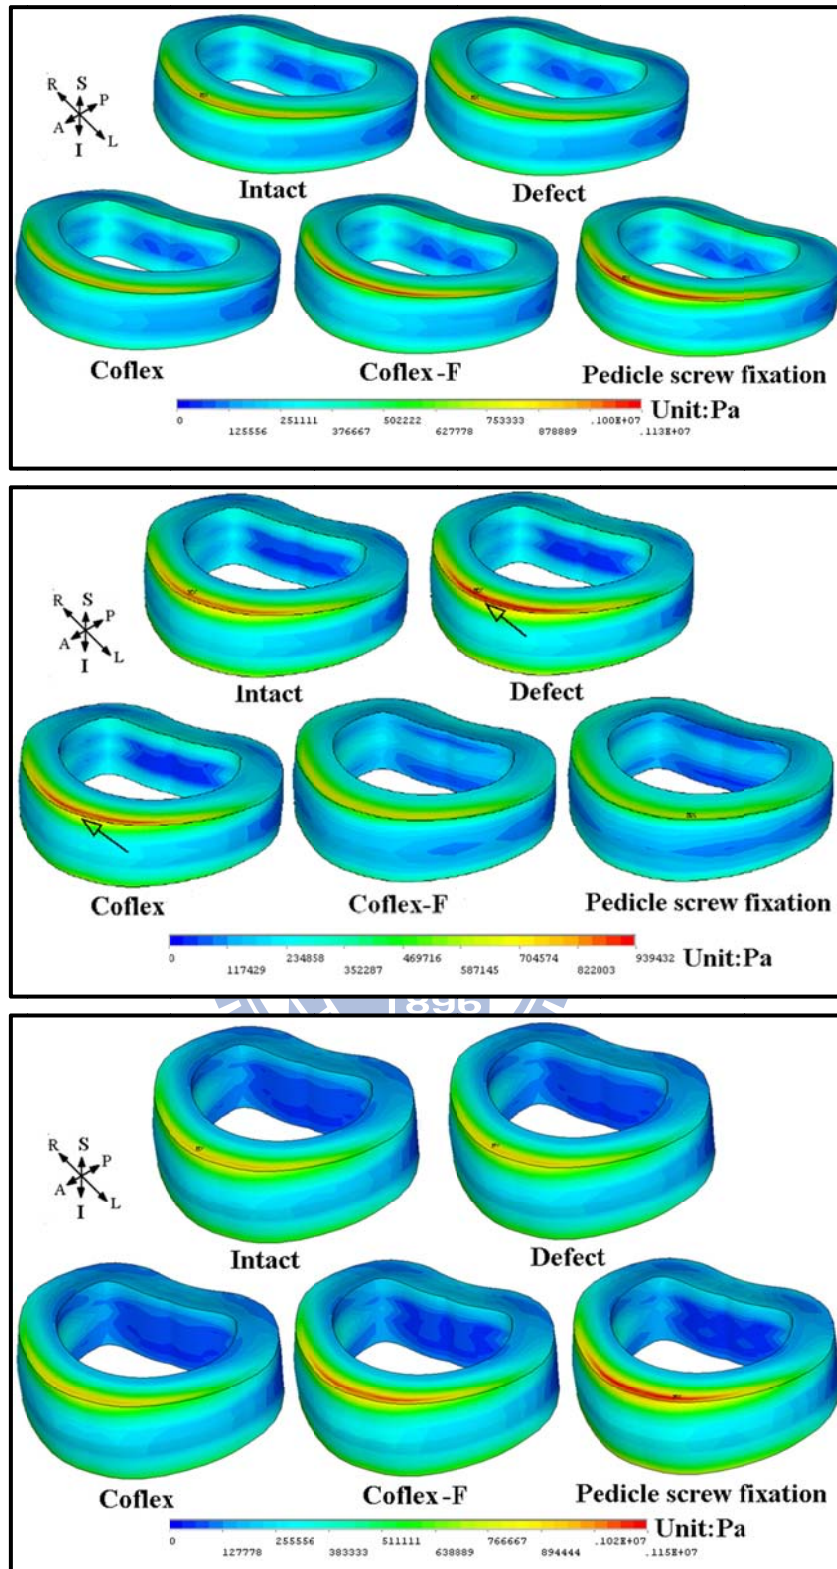 R S P
A I L
Intact Defect
Coflex Coflex-F Pedicle screw fixation
0 251111 502222 753333 .100E+07 Unit:Pa
125556 376667 627778 878889 .113E+07
R S P
A I L
Intact Defect
Coflex Coflex-F Pedicle screw fixation
0 234858 469716 704574 939432 Unit:Pa
117429 352287 587145 822003
1896
R S P
A I L
Intact Defect
Coflex Coflex-F Pedicle screw fixation
0 255556 511111 766667 .102E+07 Unit:Pa
127778 383333 638889 894444 .115E+07